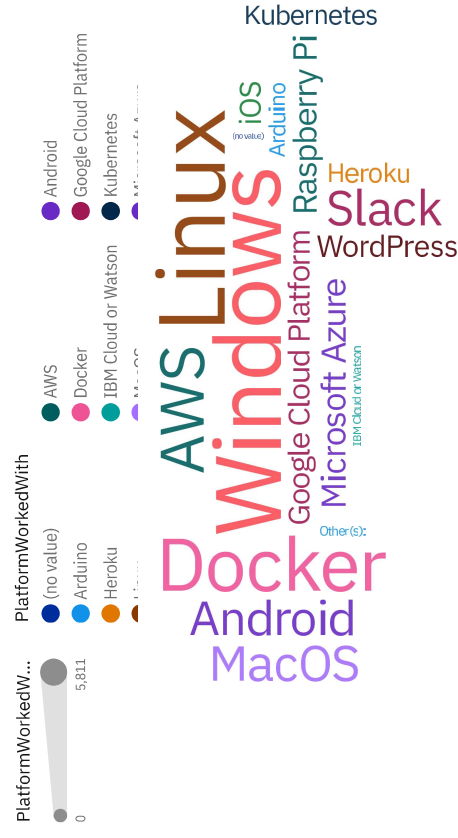 PlatformWorkedW...
0
5,811
PlatformWorkedWith
(no value)
AWS
Android
Arduino
Docker
Google Cloud Platform
Heroku
IBM Cloud or Watson
Kubernetes
Kubernetes
iOS
(no value)
Arduino
Raspberry Pi
Linux
Heroku
Slack
WordPress
AWS
Windows
Google Cloud Platform
Microsoft Azure
IBM Cloud or Watson
Other(s):
Docker
Android
MacOS